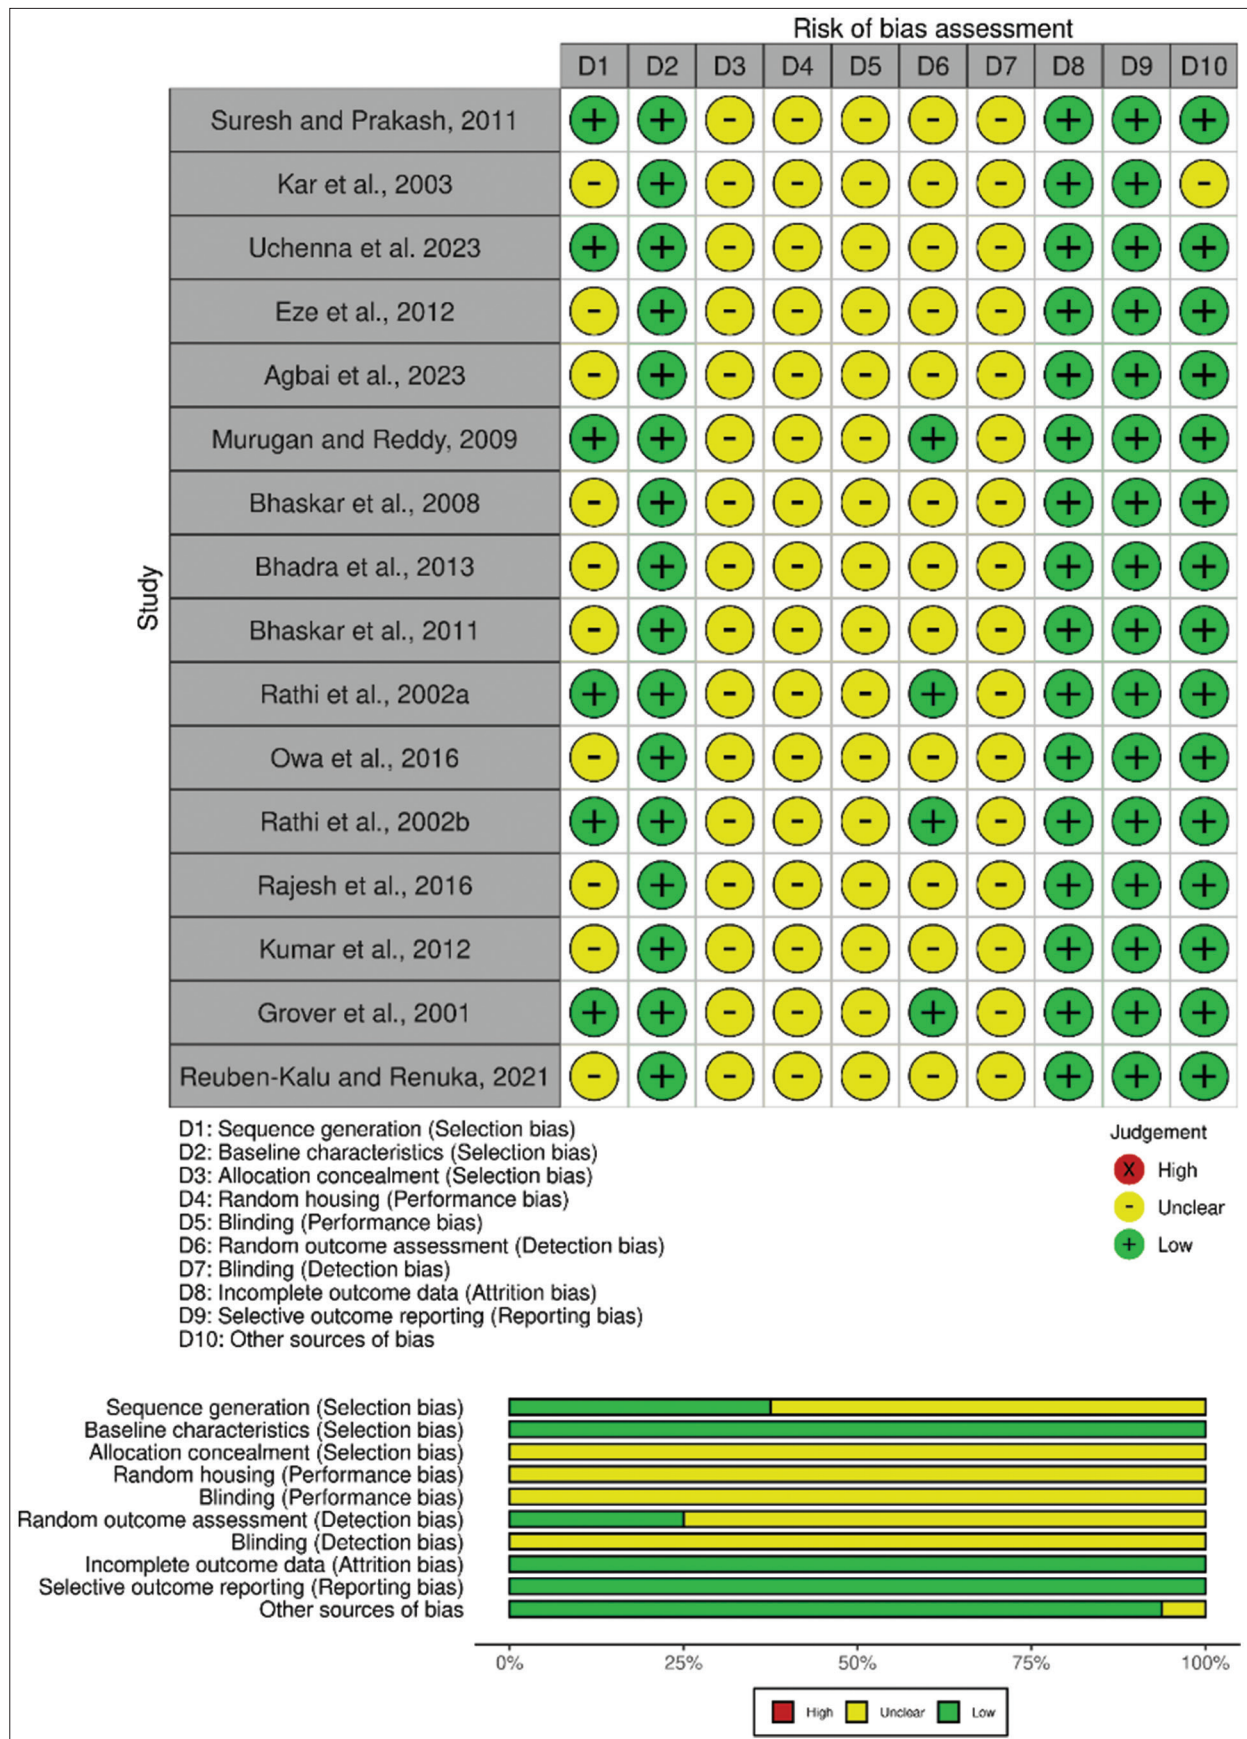 Risk of bias assessment
D1 D2 D3 D4 D5 D6 D7 D8 D9 D10
Study
Suresh and Prakash, 2011 + + - - - - - + + +
Kar et al., 2003 - + - - - - - + + -
Uchenna et al. 2023 + + - - - - - + + +
Eze et al., 2012 - + - - - - - + + +
Agbai et al., 2023 - + - - - - - + + +
Murugan and Reddy, 2009 + + - - - + - + + +
Bhaskar et al., 2008 - + - - - - - + + +
Bhadra et al., 2013 - + - - - - - + + +
Bhaskar et al., 2011 - + - - - - - + + +
Rathi et al., 2002a + + - - - + - + + +
Owa et al., 2016 - + - - - - - + + +
Rathi et al., 2002b + + - - - + - + + +
Rajesh et al., 2016 - + - - - - - + + +
Kumar et al., 2012 - + - - - - - + + +
Grover et al., 2001 + + - - - + - + + +
Reuben-Kalu and Renuka, 2021 - + - - - - - + + +
D1: Sequence generation (Selection bias)
D2: Baseline characteristics (Selection bias)
D3: Allocation concealment (Selection bias)
D4: Random housing (Performance bias)
D5: Blinding (Performance bias)
D6: Random outcome assessment (Detection bias)
D7: Blinding (Detection bias)
D8: Incomplete outcome data (Attrition bias)
D9: Selective outcome reporting (Reporting bias)
D10: Other sources of bias
Judgement
X High
- Unclear
+ Low
Sequence generation (Selection bias)
Baseline characteristics (Selection bias)
Allocation concealment (Selection bias)
Random housing (Performance bias)
Blinding (Performance bias)
Random outcome assessment (Detection bias)
Blinding (Detection bias)
Incomplete outcome data (Attrition bias)
Selective outcome reporting (Reporting bias)
Other sources of bias
0% 25% 50% 75% 100%
High Unclear Low